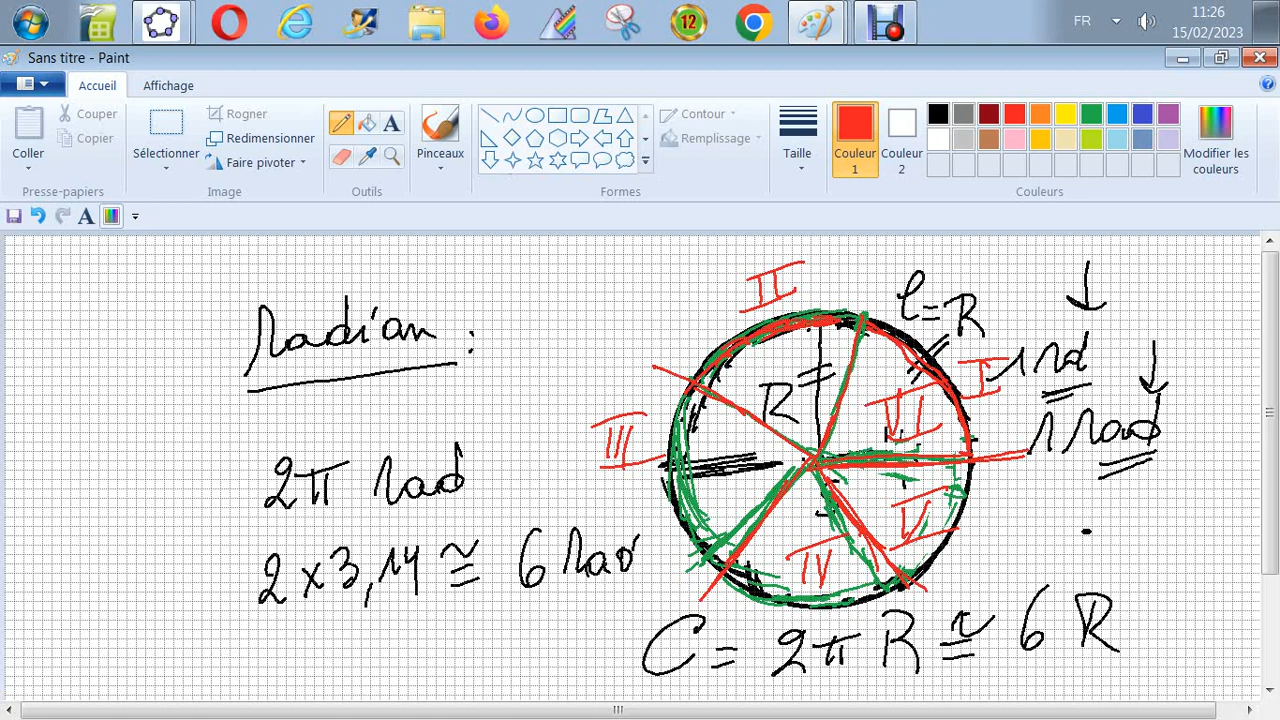 FR
11:26
15/02/2023
12
Sans titre - Paint
Accueil
Affichage
Coller
Couper
Copier
Presse-papiers
Sélectionner
Rogner
Redimensionner
Faire pivoter
Image
A
Outils
Pinceaux
Contour
Remplissage
Formes
Taille
Couleur 1
Couleur 2
Modifier les couleurs
Couleurs
A
radian :
2π rad
2 x 3,14 ≃ 6 rad
II
l = R
I
1 rd
III
R
VI
1 rad
V
IV
C = 2π R ≃ 6 R